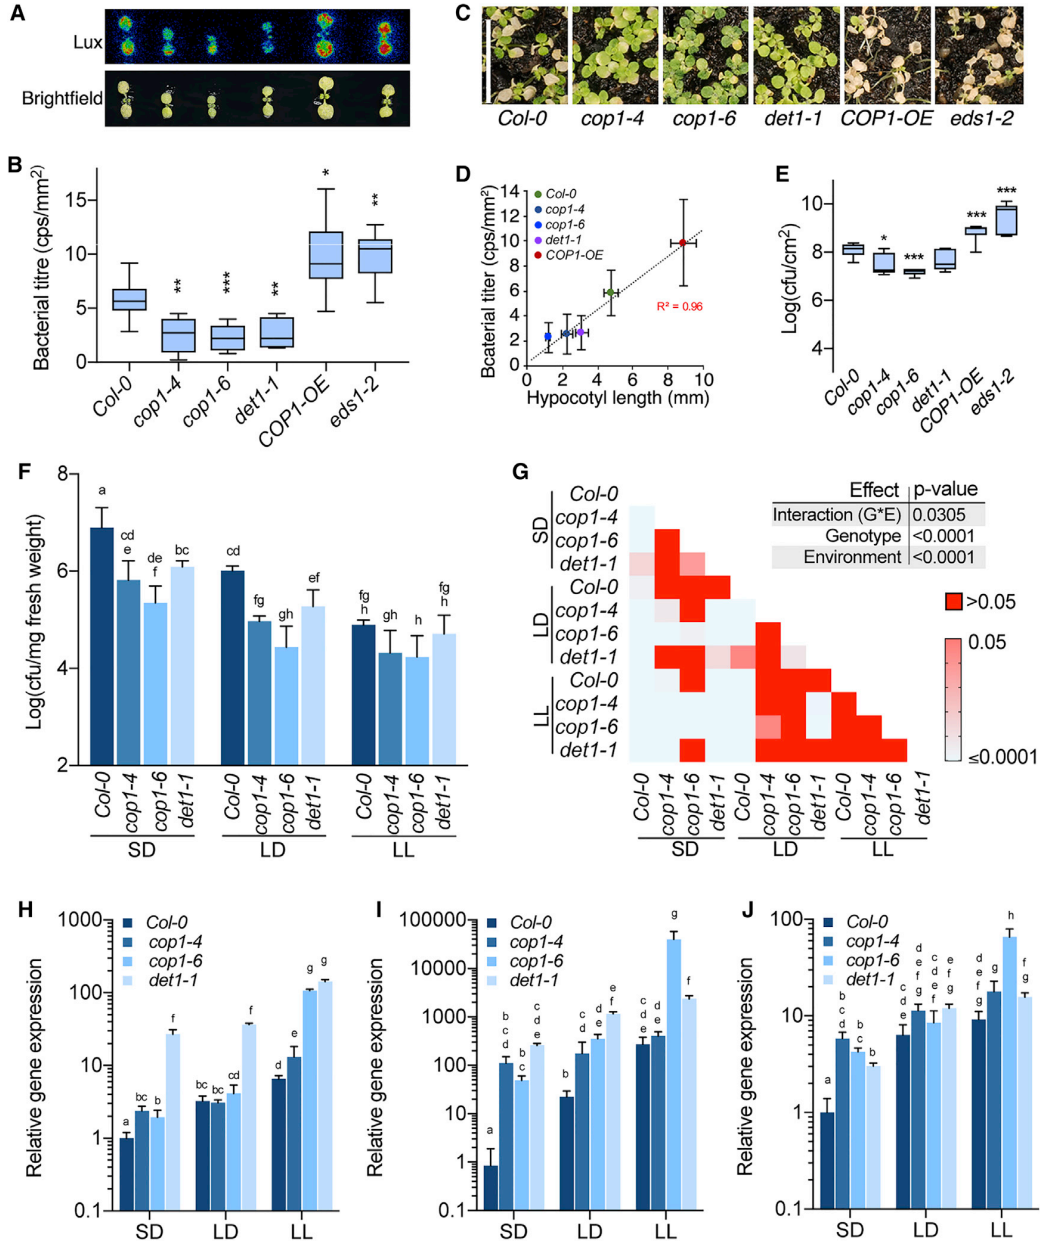 A
Lux
Brightfield
B
Bacterial titre (cps/mm²)
15
10
5
0
**
***
**
*
**
Col-0
cop1-4
cop1-6
det1-1
COP1-OE
eds1-2
C
Col-0
cop1-4
cop1-6
det1-1
COP1-OE
eds1-2
D
Bcaterial titer (cps/mm²)
14
12
10
8
6
4
2
0
Col-0
cop1-4
cop1-6
det1-1
COP1-OE
R² = 0.96
0 2 4 6 8 10
Hypocotyl length (mm)
E
Log(cfu/cm²)
10
8
6
4
*
***
***
***
Col-0
cop1-4
cop1-6
det1-1
COP1-OE
eds1-2
F
Log(cfu/mg fresh weight)
8
6
4
2
a
cd
e
de
f
bc
cd
fg
gh
ef
fg
h
gh
h
fg
h
Col-0
cop1-4
cop1-6
det1-1
Col-0
cop1-4
cop1-6
det1-1
Col-0
cop1-4
cop1-6
det1-1
SD
LD
LL
G
Effect p-value
Interaction (G*E) 0.0305
Genotype <0.0001
Environment <0.0001
SD
Col-0
cop1-4
cop1-6
det1-1
LD
Col-0
cop1-4
cop1-6
det1-1
LL
Col-0
cop1-4
cop1-6
det1-1
>0.05
0.05
≤0.0001
Col-0
cop1-4
cop1-6
det1-1
Col-0
cop1-4
cop1-6
det1-1
Col-0
cop1-4
cop1-6
det1-1
SD
LD
LL
H
Relative gene expression
1000
100
10
1
0.1
Col-0
cop1-4
cop1-6
det1-1
a
bc
b
f
bc
bc
cd
f
d
e
g
g
SD
LD
LL
I
Relative gene expression
100000
10000
1000
100
10
1
0.1
Col-0
cop1-4
cop1-6
det1-1
a
b
c
d
b
c
c
d
e
b
c
d
d
e
e
f
c
d
e
d
e
g
f
SD
LD
LL
J
Relative gene expression
100
10
1
0.1
Col-0
cop1-4
cop1-6
det1-1
a
b
c
d
b
c
b
c
d
e
d
e
f
g
c
d
e
f
e
f
g
d
e
f
g
g
h
f
g
SD
LD
LL